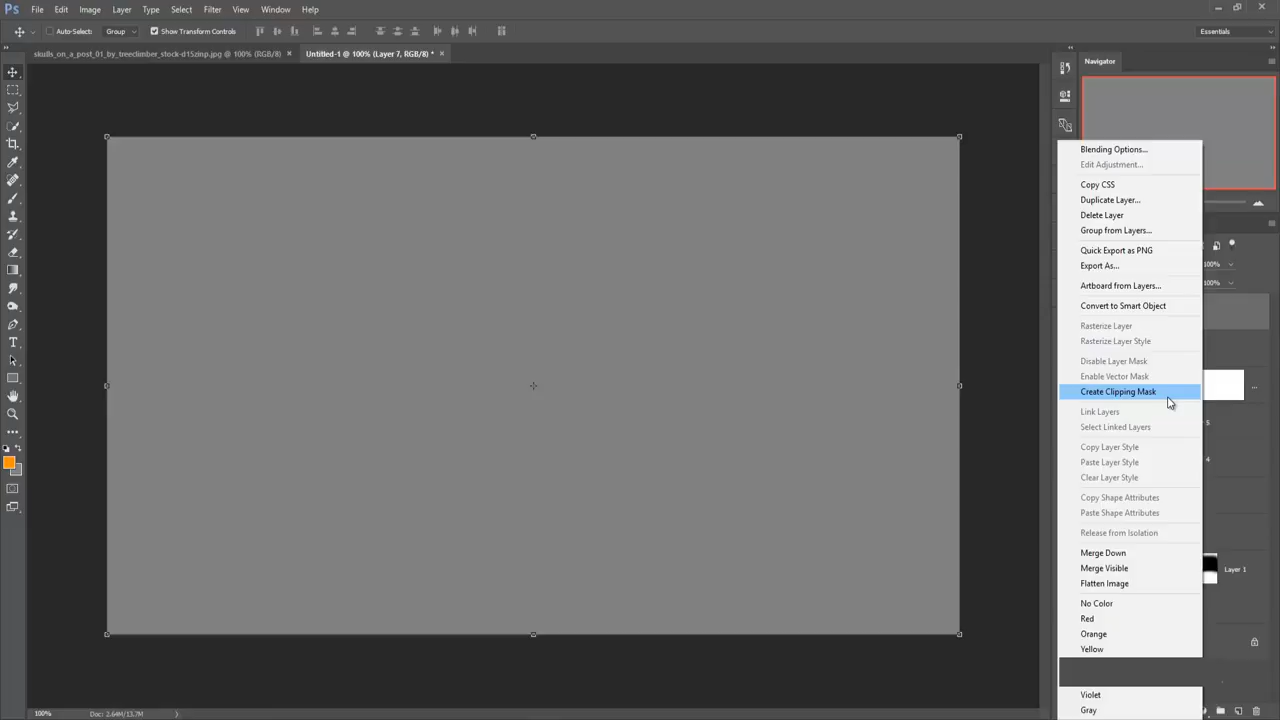 Ps File Edit Image Layer Type Select Filter View Window Help
Auto-Select: Group Show Transform Controls Essentials
skulls_on_a_post_01_by_treeclimber_stock-d15zinp.jpg @ 100% (RGB/8) × Untitled-1 @ 100% (Layer 7, RGB/8) * ×
Navigator
Blending Options...
Edit Adjustment...
Copy CSS
Duplicate Layer...
Delete Layer
Group from Layers...
Quick Export as PNG
Export As...
100%
Artboard from Layers...
100%
Convert to Smart Object
Rasterize Layer
Rasterize Layer Style
Disable Layer Mask
Enable Vector Mask
Create Clipping Mask
Link Layers
Select Linked Layers
5
Copy Layer Style
Paste Layer Style
4
Clear Layer Style
Copy Shape Attributes
Paste Shape Attributes
Release from Isolation
Merge Down
Merge Visible
Layer 1
Flatten Image
No Color
Red
Orange
Yellow
Violet
Gray
100% Doc: 2.64M/13.7M